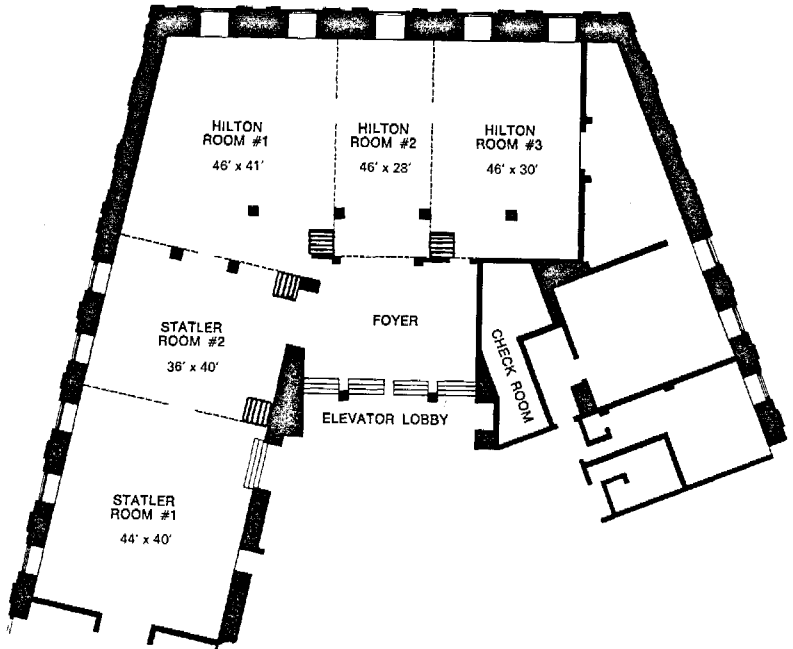 HILTON
ROOM #1
46' x 41'
HILTON
ROOM #2
46' x 28'
HILTON
ROOM #3
46' x 30'
STATLER
ROOM #2
36' x 40'
FOYER
CHECK ROOM
ELEVATOR LOBBY
STATLER
ROOM #1
44' x 40'